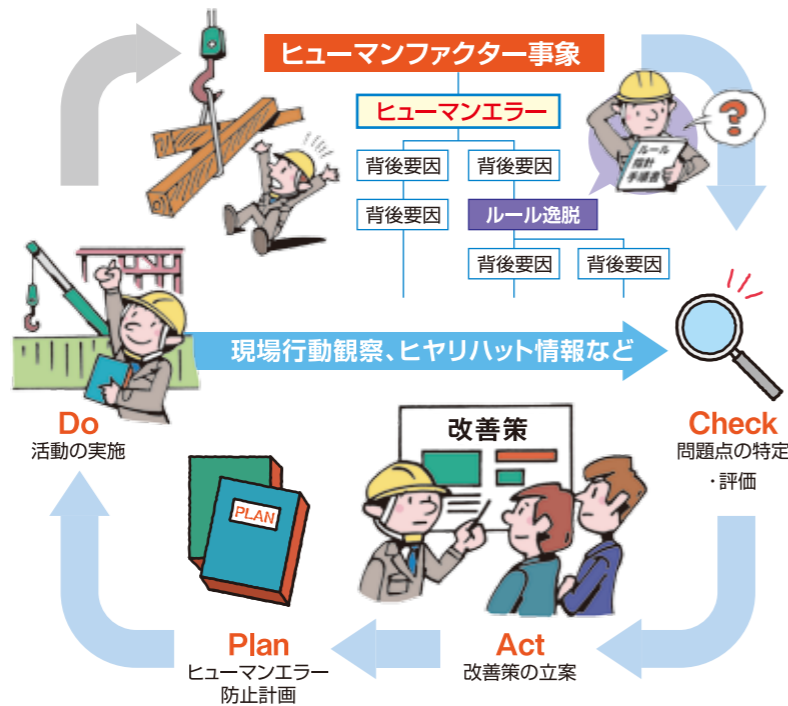 ヒューマンファクター事象
ヒューマンエラー
背後要因
背後要因
背後要因
ルール逸脱
背後要因
背後要因
ルール
指針
手順書
?
現場行動観察、ヒヤリハット情報など
Do
活動の実施
Check
問題点の特定
・評価
改善策
PLAN
Act
改善策の立案
Plan
ヒューマンエラー
防止計画